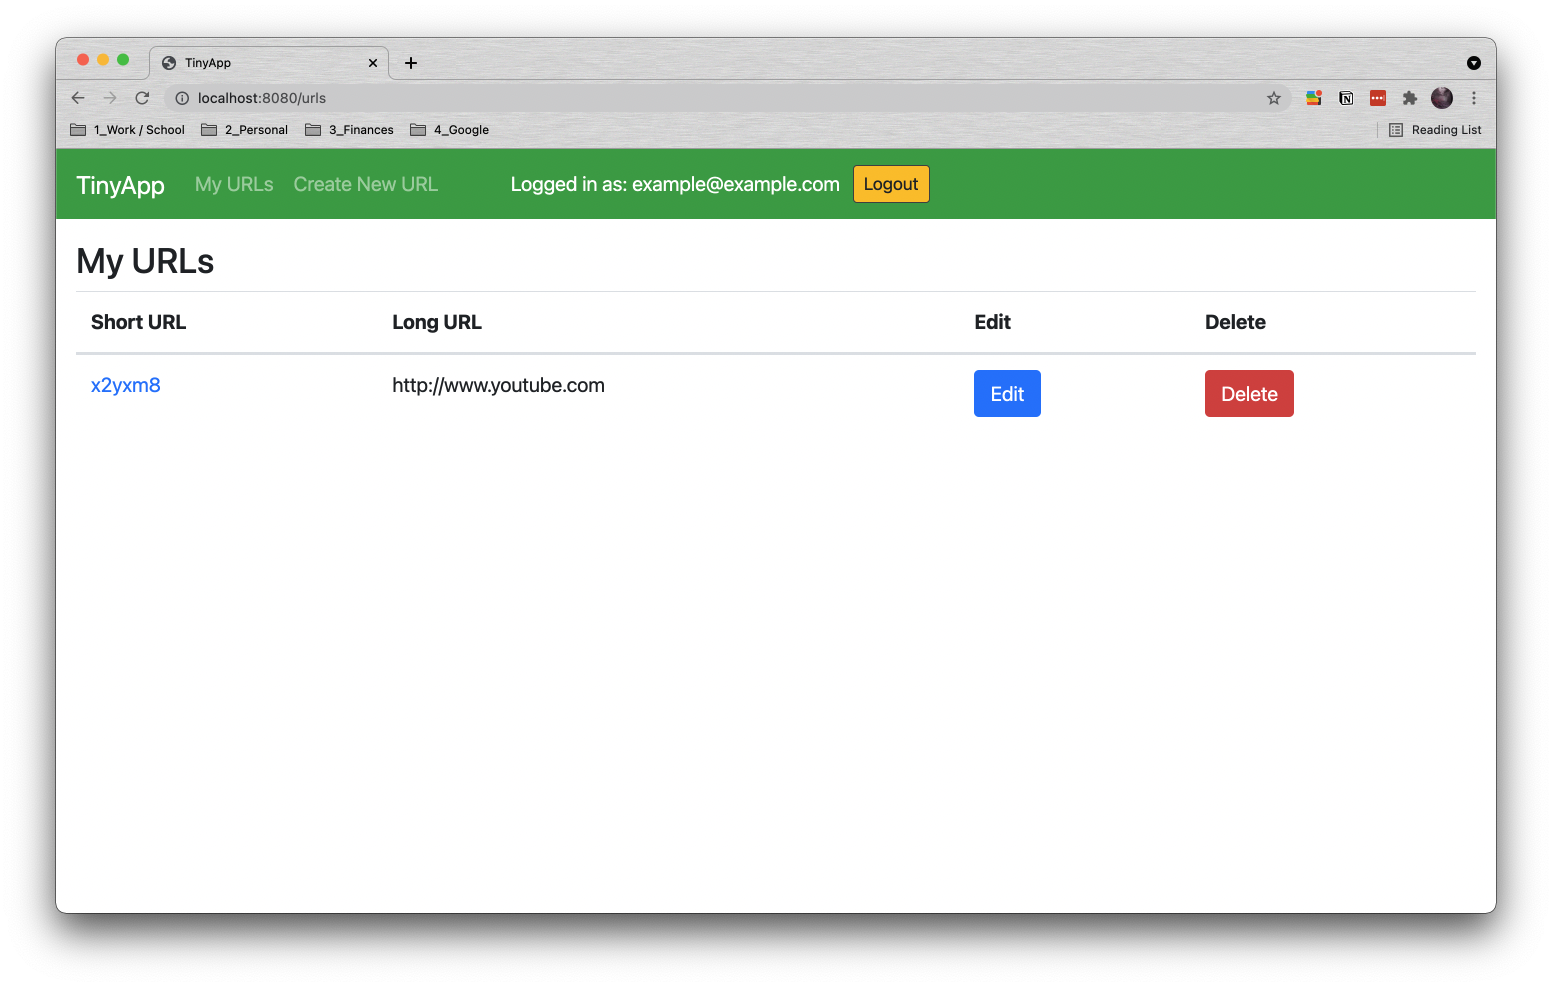 TinyApp
localhost:8080/urls
1_Work / School 2_Personal 3_Finances 4_Google Reading List
TinyApp My URLs Create New URL Logged in as: example@example.com Logout
My URLs
Short URL Long URL Edit Delete
x2yxm8 http://www.youtube.com Edit Delete